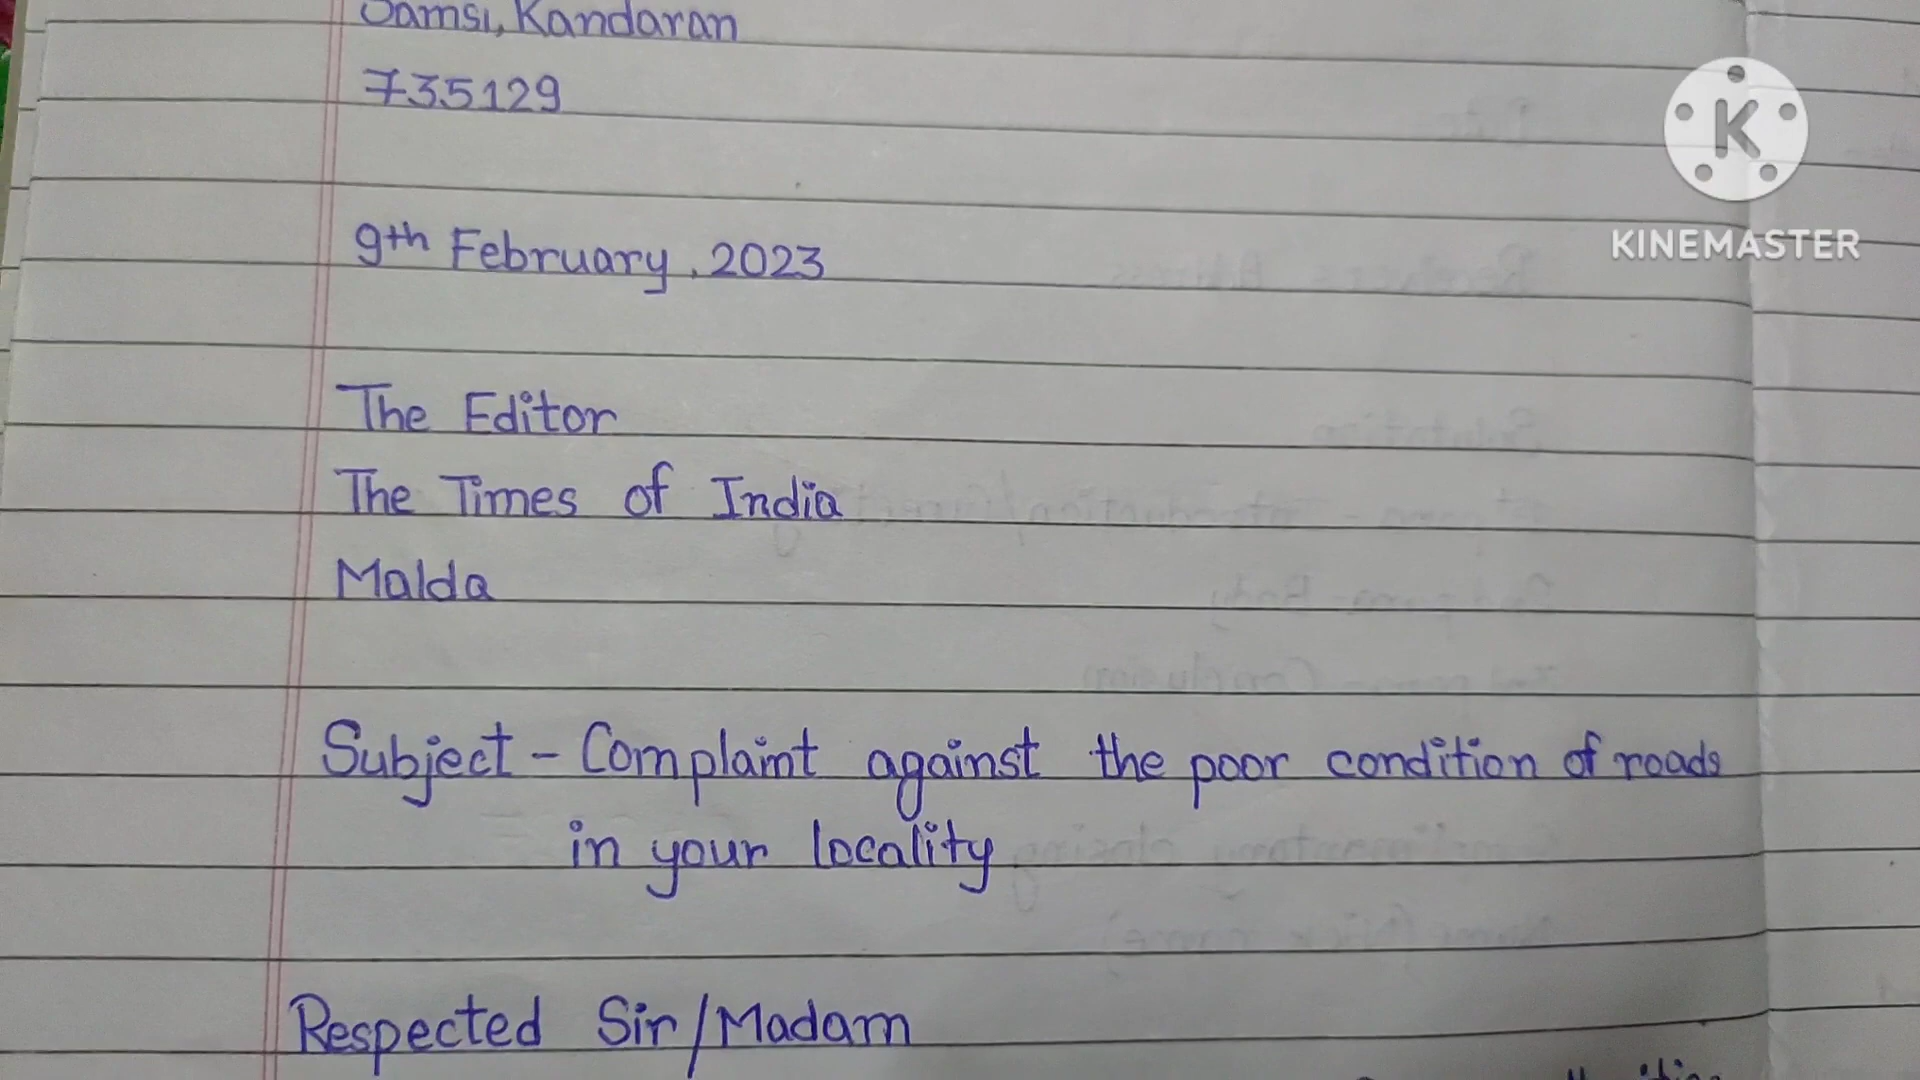 Samsi, Kandaran
735129
9th February, 2023
The Editor
The Times of India
Malda
Subject - Complaint against the poor condition of roads
in your locality
Respected Sir/Madam
KINEMASTER